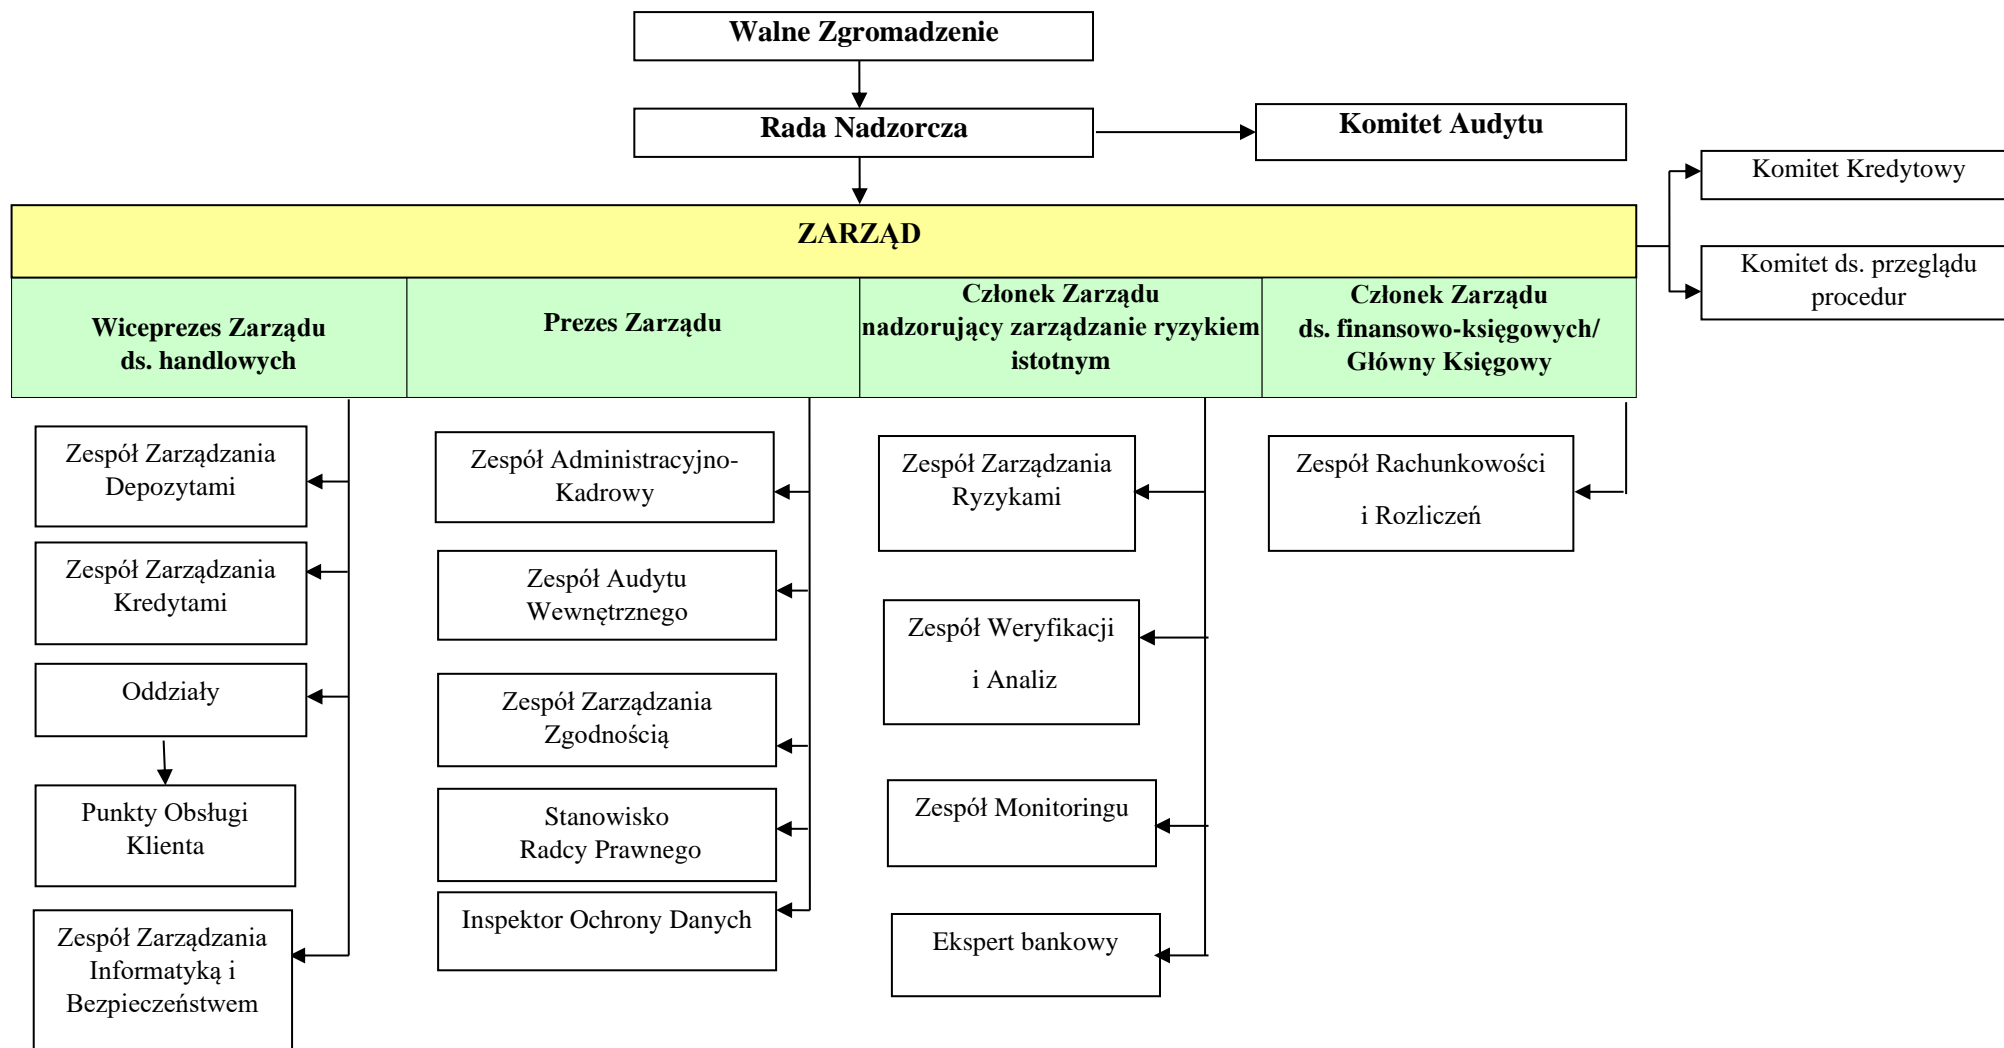 Walne Zgromadzenie
Rada Nadzorcza
Komitet Audytu
Komitet Kredytowy
Komitet ds. przeglądu
procedur
ZARZĄD
Wiceprezes Zarządu
ds. handlowych
Prezes Zarządu
Członek Zarządu
nadzorujący zarządzanie ryzykiem
istotnym
Członek Zarządu
ds. finansowo-księgowych/
Główny Księgowy
Zespół Zarządzania
Depozytami
Zespół Zarządzania
Kredytami
Oddziały
Punkty Obsługi
Klienta
Zespół Zarządzania
Informatyką i
Bezpieczeństwem
Zespół Administracyjno-
Kadrowy
Zespół Audytu
Wewnętrznego
Zespół Zarządzania
Zgodnością
Stanowisko
Radcy Prawnego
Inspektor Ochrony Danych
Zespół Zarządzania
Ryzykami
Zespół Weryfikacji
i Analiz
Zespół Monitoringu
Ekspert bankowy
Zespół Rachunkowości
i Rozliczeń